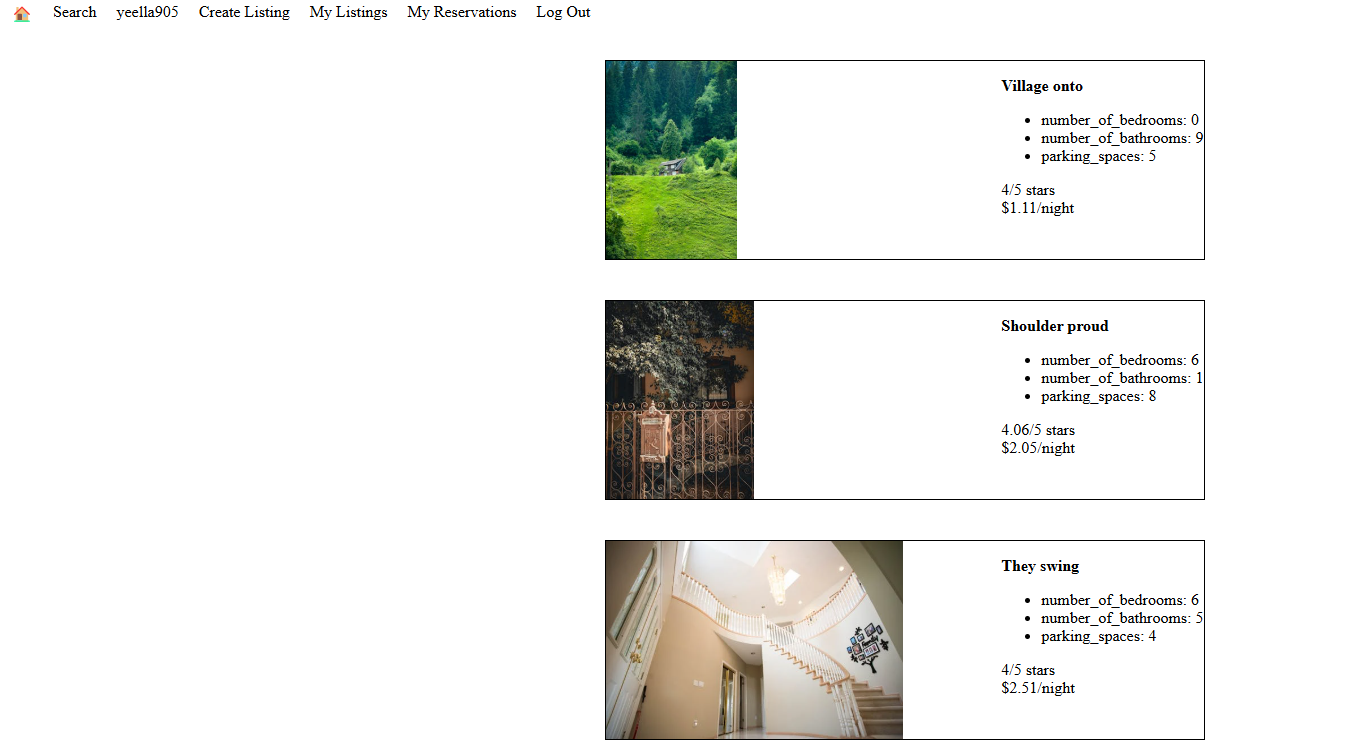 Search yeella905 Create Listing My Listings My Reservations Log Out
Village onto
number_of_bedrooms: 0
number_of_bathrooms: 9
parking_spaces: 5
4/5 stars
$1.11/night
Shoulder proud
number_of_bedrooms: 6
number_of_bathrooms: 1
parking_spaces: 8
4.06/5 stars
$2.05/night
They swing
number_of_bedrooms: 6
number_of_bathrooms: 5
parking_spaces: 4
4/5 stars
$2.51/night